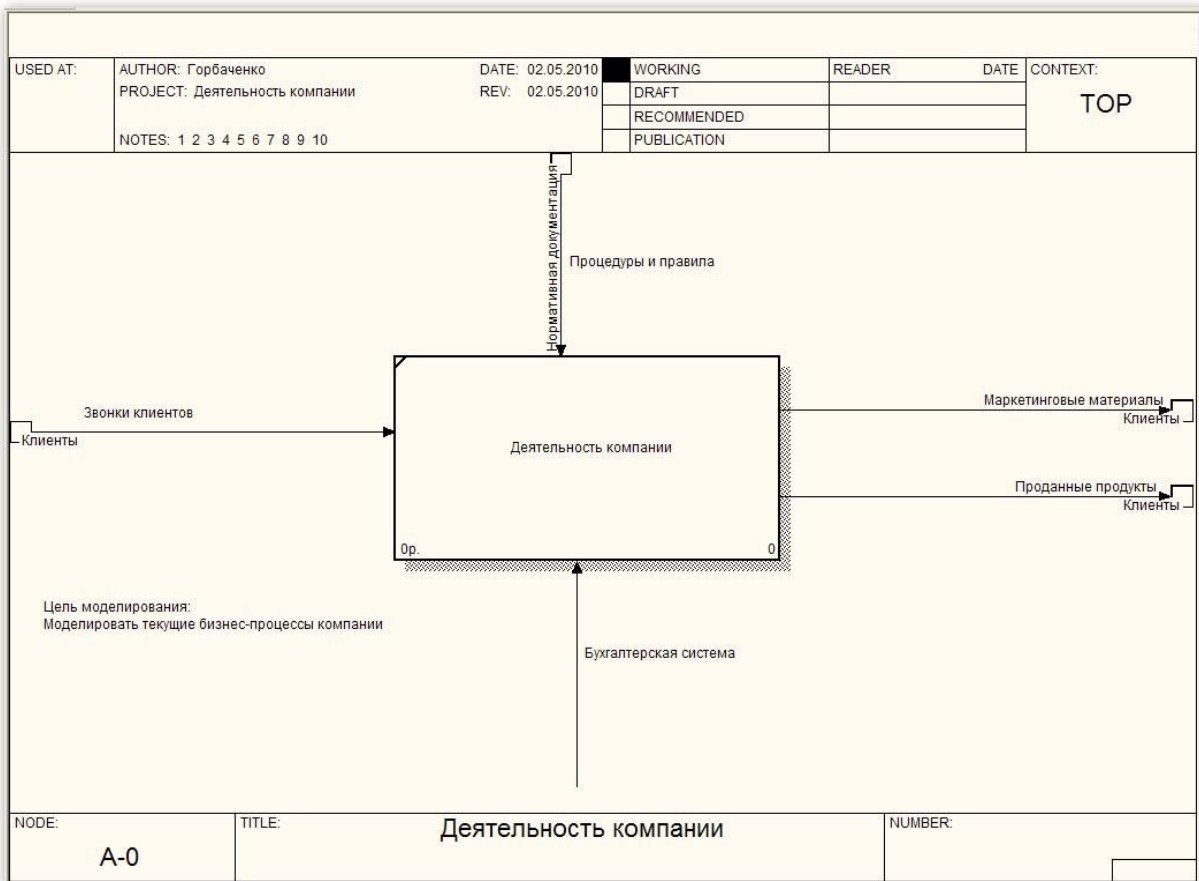 USED AT:
AUTHOR: Горбаченко
DATE: 02.05.2010
WORKING
READER
DATE
CONTEXT:
PROJECT: Деятельность компании
REV: 02.05.2010
DRAFT
TOP
RECOMMENDED
NOTES: 1 2 3 4 5 6 7 8 9 10
PUBLICATION
Нормативная документация
Процедуры и правила
Звонки клиентов
Клиенты
Деятельность компании
0р.
0
Маркетинговые материалы
Клиенты
Проданные продукты
Клиенты
Цель моделирования:
Моделировать текущие бизнес-процессы компании
Бухгалтерская система
NODE:
A-0
TITLE:
Деятельность компании
NUMBER: